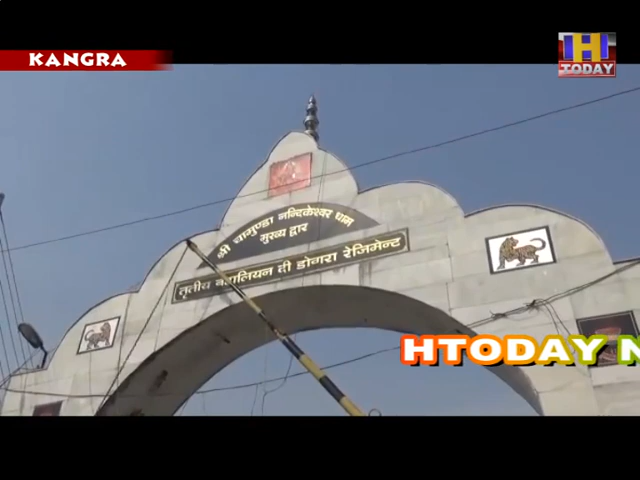 KANGRA
H
TODAY
श्री चामुण्डा नन्दिकेश्वर धाम
मुख्य द्वार
तृतीय बटालियन दी डोगरा रेजिमेन्ट
HTODAY N